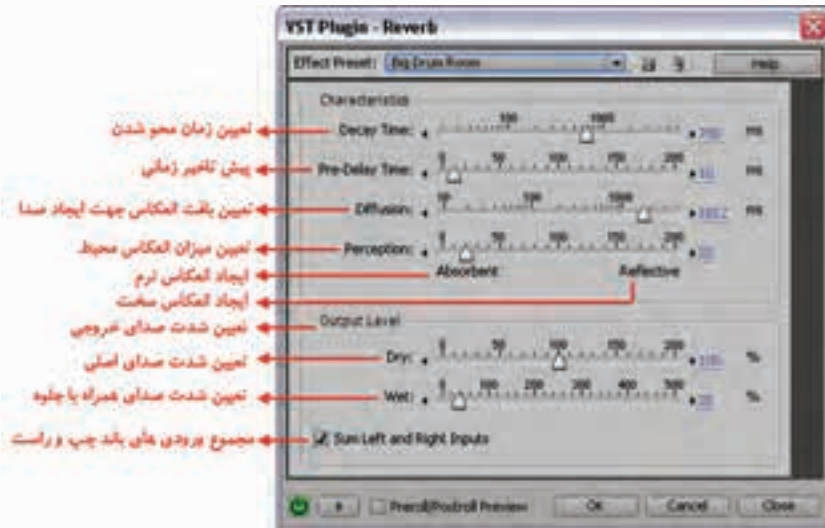 VST Plugin - Reverb
Effect Preset: Big Drum Room Help
Characteristics
100 1000
تعیین زمان محو شدن Decay Time: 700 ms
0 50 100 150 200
پیش تاخیر زمانی Pre-Delay Time: 10 ms
100 1000
تعیین بافت انعکاس جهت ایجاد صدا Diffusion: ms
0 50 100 150 200
تعیین میزان انعکاس محیط Perception: 20
ایجاد انعکاس نرم Absorbent Reflective
ایجاد انعکاس سخت
تعیین شدت صدای خروجی Output Level
0 50 100 150 200
تعیین شدت صدای اصلی Dry: 100 %
0 100 200 300 400 500
تعیین شدت صدای همراه با جلوه Wet: %
مجموع ورودی های باند چپ و راست Sum Left and Right Inputs
Preroll/Postroll Preview OK Cancel Close